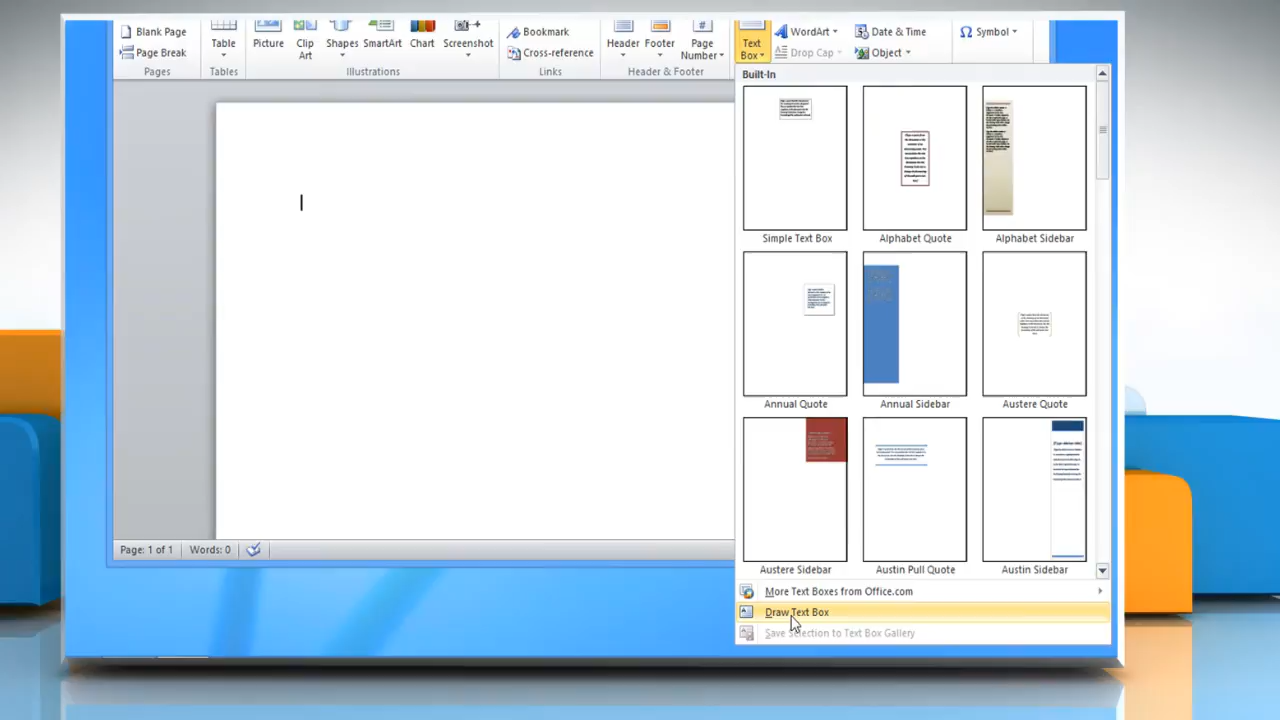 Blank Page
Page Break
Pages
Table
Tables
Picture
Clip
Art
Shapes
SmartArt
Chart
Screenshot
Illustrations
Bookmark
Cross-reference
Links
Header
Footer
Page
Number
Header & Footer
Text
Box
WordArt
Drop Cap
Date & Time
Object
Symbol
Built-In
Simple Text Box
Alphabet Quote
Alphabet Sidebar
Annual Quote
Annual Sidebar
Austere Quote
Austere Sidebar
Austin Pull Quote
Austin Sidebar
More Text Boxes from Office.com
Draw Text Box
Save Selection to Text Box Gallery
Page: 1 of 1
Words: 0